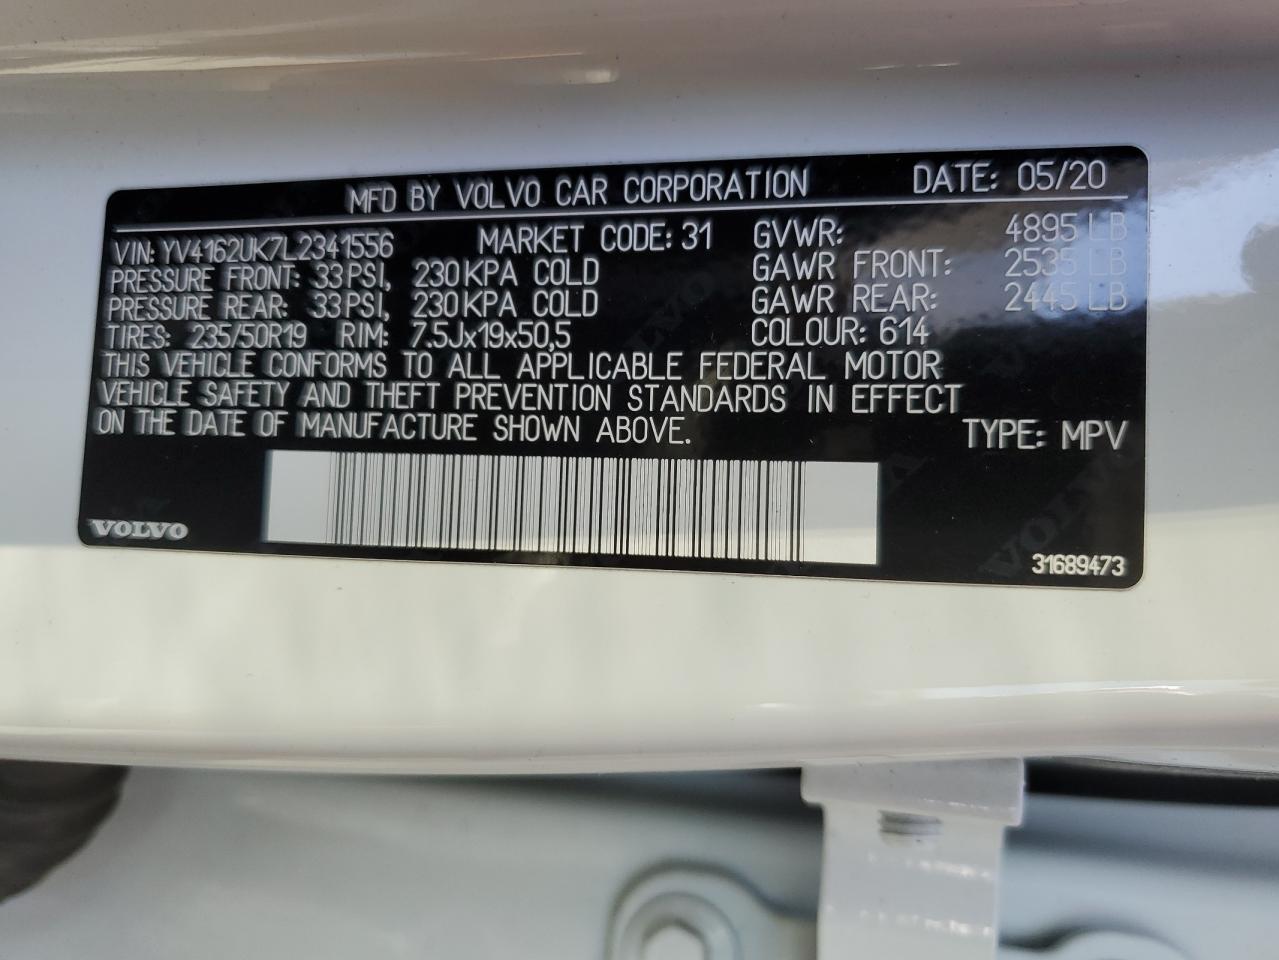 MFD BY VOLVO CAR CORPORATION DATE: 05/20
VIN: YV4162UK7L2341556 MARKET CODE: 31 GVWR: 4895 LB
PRESSURE FRONT: 33 PSI, 230 KPA COLD GAWR FRONT: 2535 LB
PRESSURE REAR: 33 PSI, 230 KPA COLD GAWR REAR: 2445 LB
TIRES: 235/50R19 RIM: 7.5Jx19x50,5 COLOUR: 614
THIS VEHICLE CONFORMS TO ALL APPLICABLE FEDERAL MOTOR
VEHICLE SAFETY AND THEFT PREVENTION STANDARDS IN EFFECT
ON THE DATE OF MANUFACTURE SHOWN ABOVE. TYPE: MPV
VOLVO
31689473